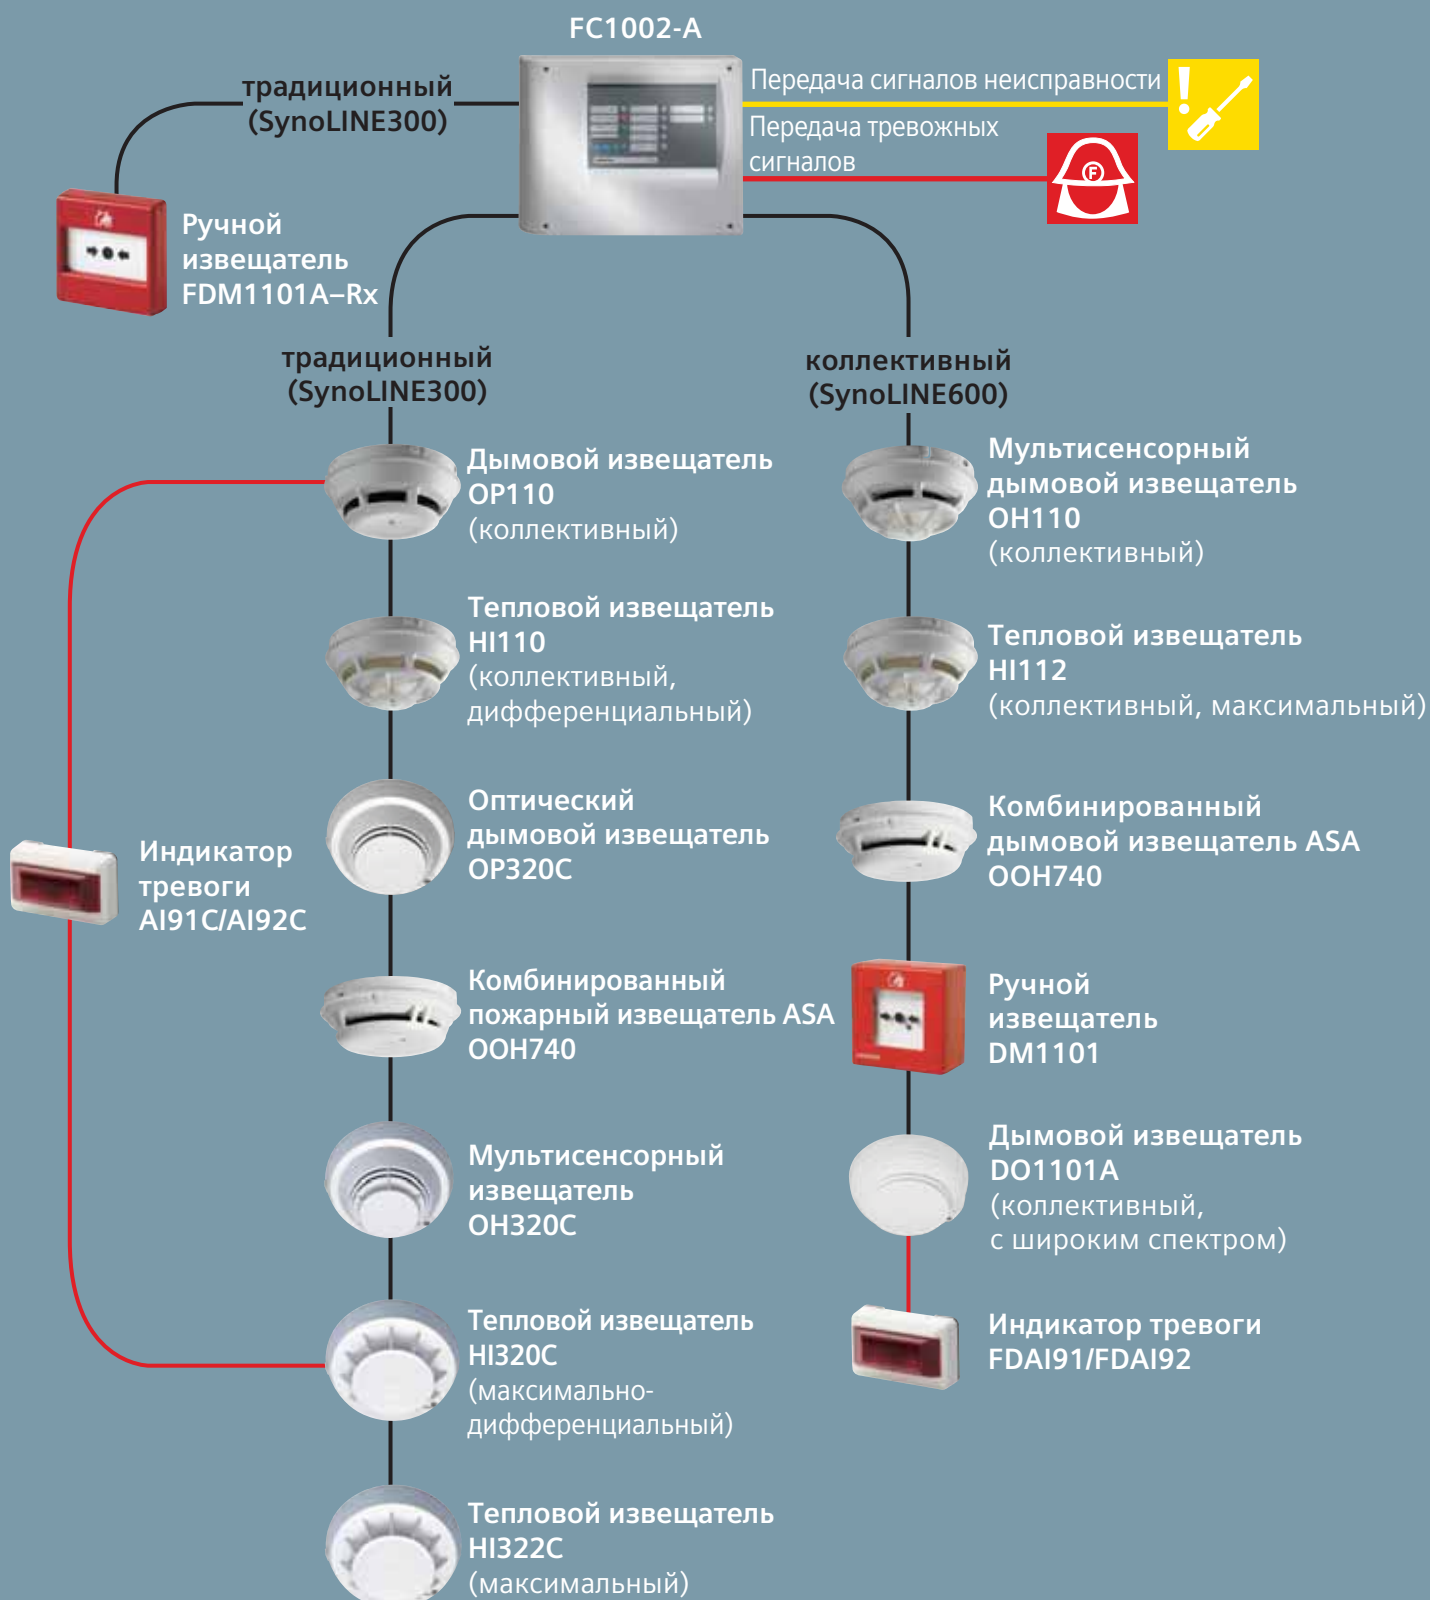 FC1002-A
традиционный
(SynoLINE300)
Передача сигналов неисправности
Передача тревожных
сигналов
F
Ручной
извещатель
FDM1101A–Rx
традиционный
(SynoLINE300)
коллективный
(SynoLINE600)
Дымовой извещатель
OP110
(коллективный)
Тепловой извещатель
HI110
(коллективный,
дифференциальный)
Оптический
дымовой извещатель
OP320C
Индикатор
тревоги
AI91C/AI92C
Комбинированный
пожарный извещатель ASA
OOH740
Мультисенсорный
извещатель
OH320C
Тепловой извещатель
HI320C
(максимально-
дифференциальный)
Тепловой извещатель
HI322C
(максимальный)
Мультисенсорный
дымовой извещатель
OH110
(коллективный)
Тепловой извещатель
HI112
(коллективный, максимальный)
Комбинированный
дымовой извещатель ASA
OOH740
Ручной
извещатель
DM1101
Дымовой извещатель
DO1101A
(коллективный,
с широким спектром)
Индикатор тревоги
FDAI91/FDAI92